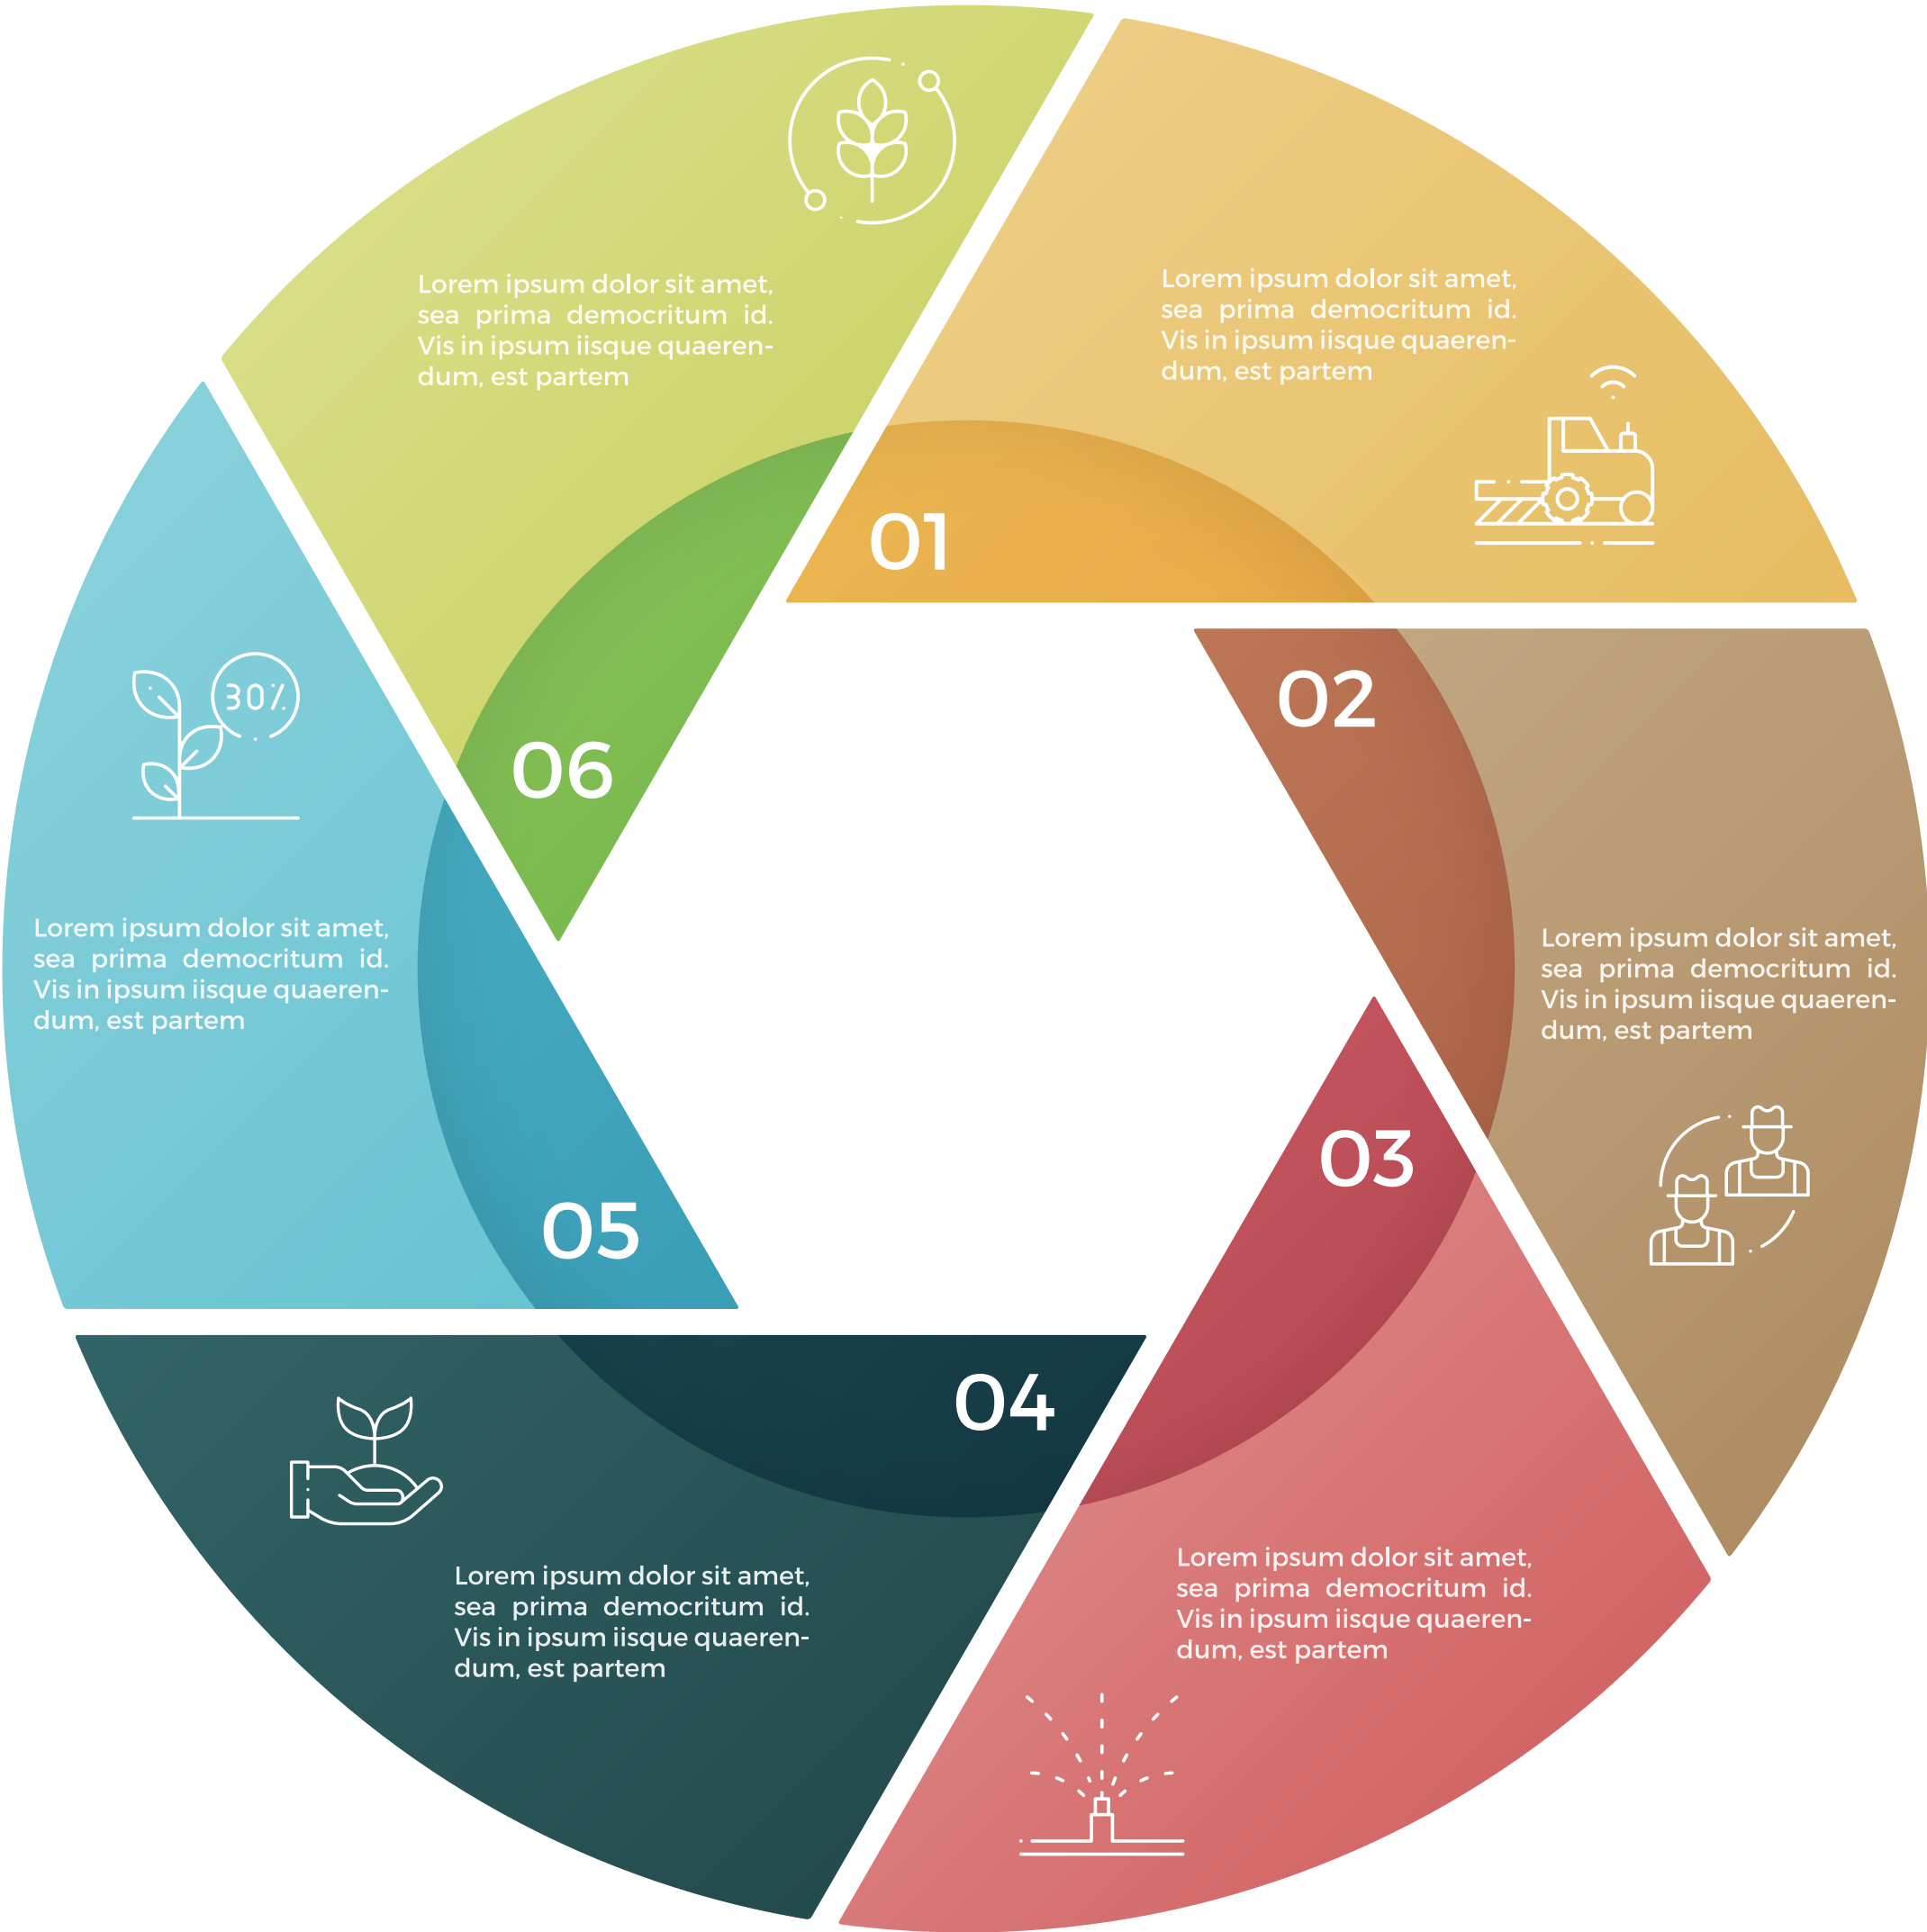 01
Lorem ipsum dolor sit amet,
sea prima democritum id.
Vis in ipsum iisque quaeren-
dum, est partem
02
Lorem ipsum dolor sit amet,
sea prima democritum id.
Vis in ipsum iisque quaeren-
dum, est partem
03
Lorem ipsum dolor sit amet,
sea prima democritum id.
Vis in ipsum iisque quaeren-
dum, est partem
04
Lorem ipsum dolor sit amet,
sea prima democritum id.
Vis in ipsum iisque quaeren-
dum, est partem
05
30%
Lorem ipsum dolor sit amet,
sea prima democritum id.
Vis in ipsum iisque quaeren-
dum, est partem
06
Lorem ipsum dolor sit amet,
sea prima democritum id.
Vis in ipsum iisque quaeren-
dum, est partem